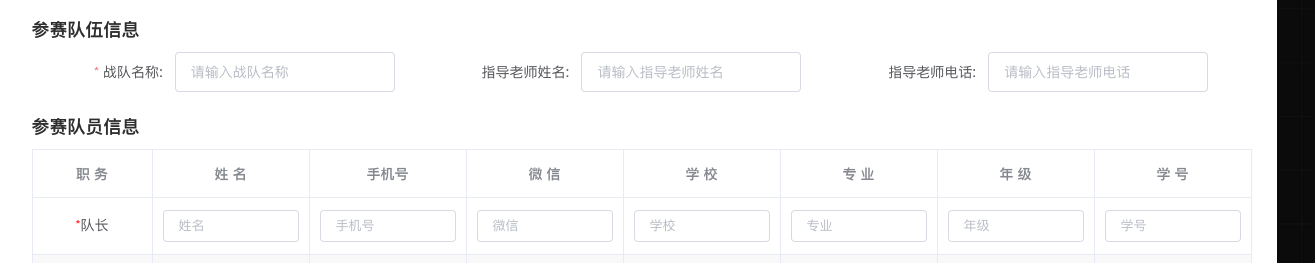 参赛队伍信息
* 战队名称: 请输入战队名称 指导老师姓名: 请输入指导老师姓名 指导老师电话: 请输入指导老师电话
参赛队员信息
职 务 姓 名 手机号 微 信 学 校 专 业 年 级 学 号
*队长 姓名 手机号 微信 学校 专业 年级 学号